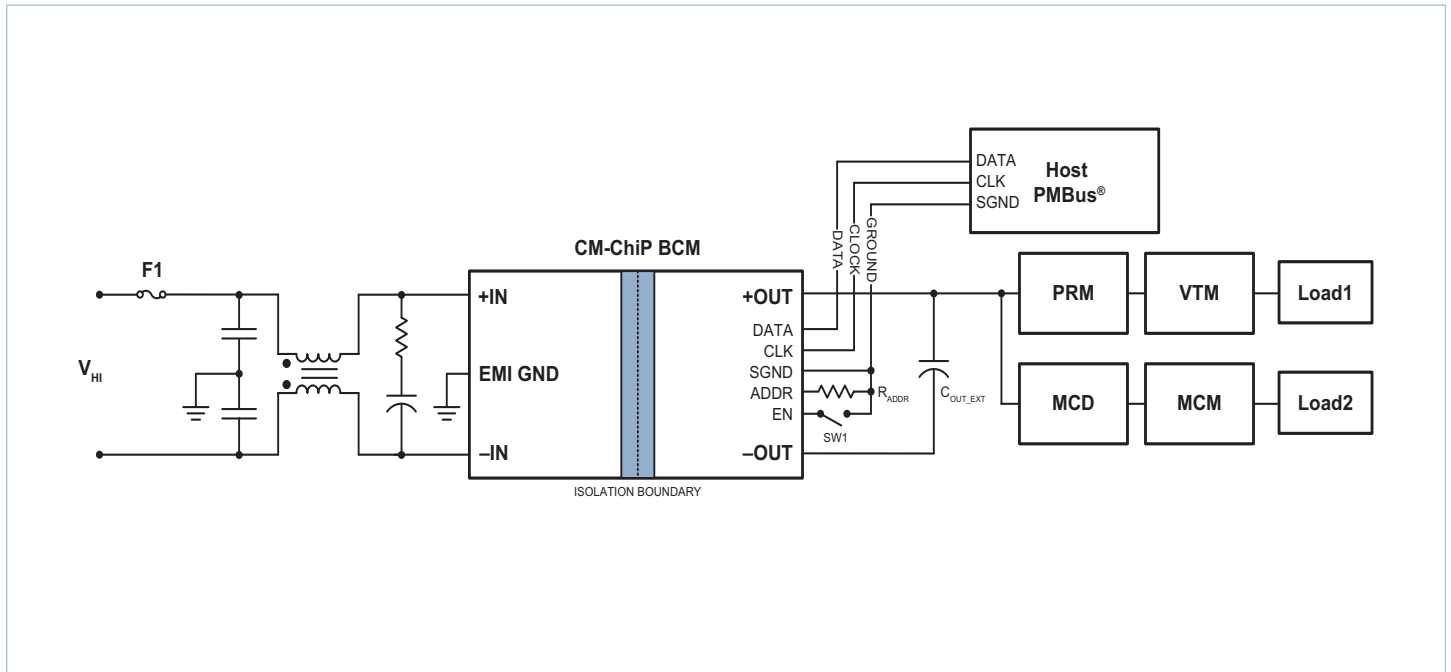 F1
V_HI
CM-ChiP BCM
+IN
EMI GND
–IN
+OUT
DATA
CLK
SGND
ADDR
EN
–OUT
ISOLATION BOUNDARY
R_ADDR
SW1
C_OUT_EXT
DATA
CLOCK
GROUND
DATA
CLK
SGND
Host
PMBus®
PRM
VTM
Load1
MCD
MCM
Load2